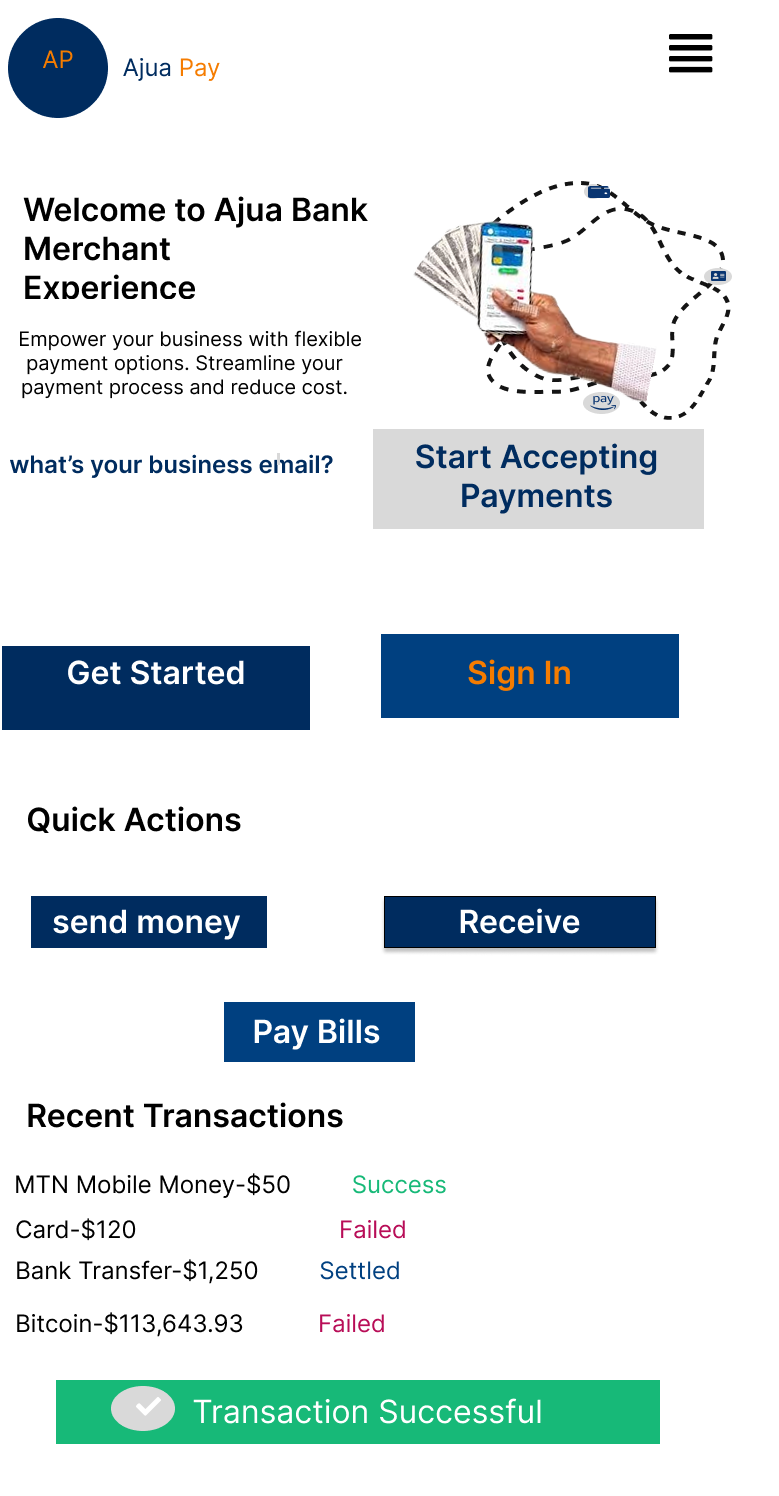 AP
Ajua Pay
Welcome to Ajua Bank
Merchant
Experience
Empower your business with flexible
payment options. Streamline your
payment process and reduce cost.
pay
what's your business email?
Start Accepting
Payments
Get Started
Sign In
Quick Actions
send money
Receive
Pay Bills
Recent Transactions
MTN Mobile Money-$50 Success
Card-$120 Failed
Bank Transfer-$1,250 Settled
Bitcoin-$113,643.93 Failed
Transaction Successful